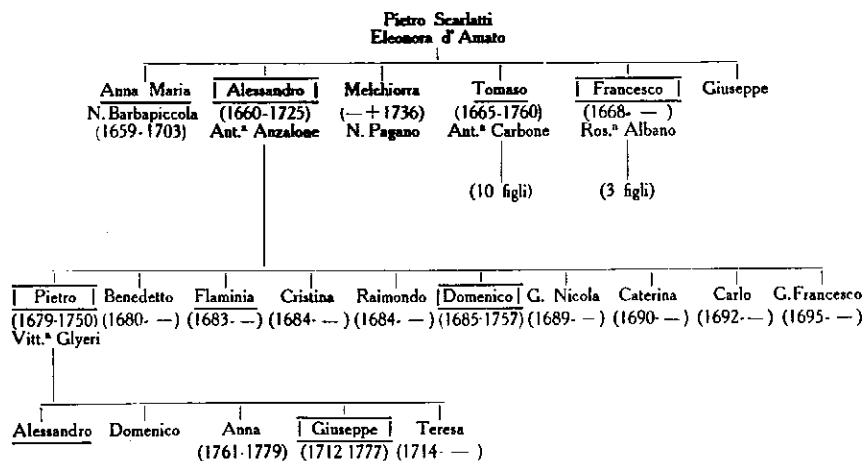 Pietro Scarlatti
Eleonora d' Amato
Anna Maria Alessandro Melchiorra Tomaso Francesco Giuseppe
N. Barbapiccola (1660-1725) (—+1736) (1665-1760) (1668- —)
(1659-1703) Ant.ª Anzalone N. Pagano Ant.ª Carbone Ros.ª Albano
(10 figli) (3 figli)
Pietro Benedetto Flaminia Cristina Raimondo Domenico G. Nicola Caterina Carlo G.Francesco
(1679-1750) (1680- —) (1683- —) (1684- —) (1684- —) (1685-1757) (1689- —) (1690- —) (1692- —) (1695- —)
Vitt.ª Glyeri
Alessandro Domenico Anna Giuseppe Teresa
(1761-1779) (1712 1777) (1714- —)